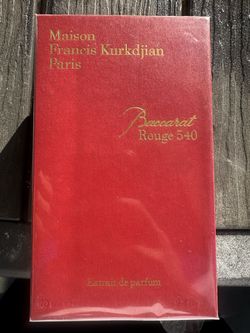 Maison
Francis Kurkdjian
Paris
Baccarat
Rouge 540
Extrait de parfum